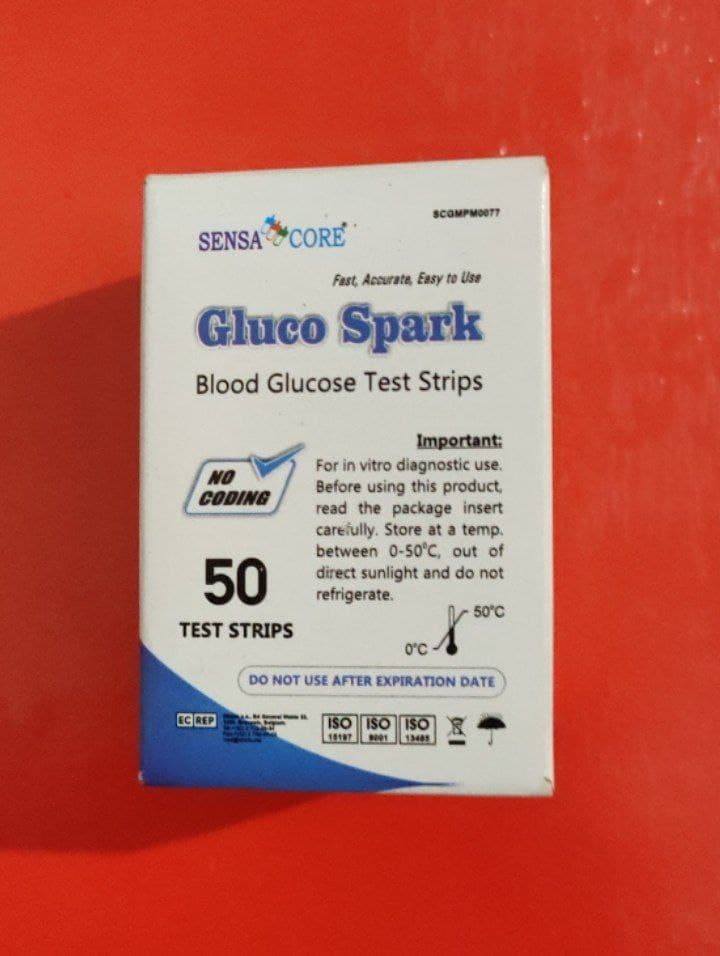 SCGMPM0077
SENSA CORE
Fast, Accurate, Easy to Use
Gluco Spark
Blood Glucose Test Strips
NO
CODING
50
TEST STRIPS
Important:
For in vitro diagnostic use.
Before using this product,
read the package insert
carefully. Store at a temp.
between 0-50°C, out of
direct sunlight and do not
refrigerate.
50°C
0°C
DO NOT USE AFTER EXPIRATION DATE
EC REP
ISO
15197
ISO
9001
ISO
13485